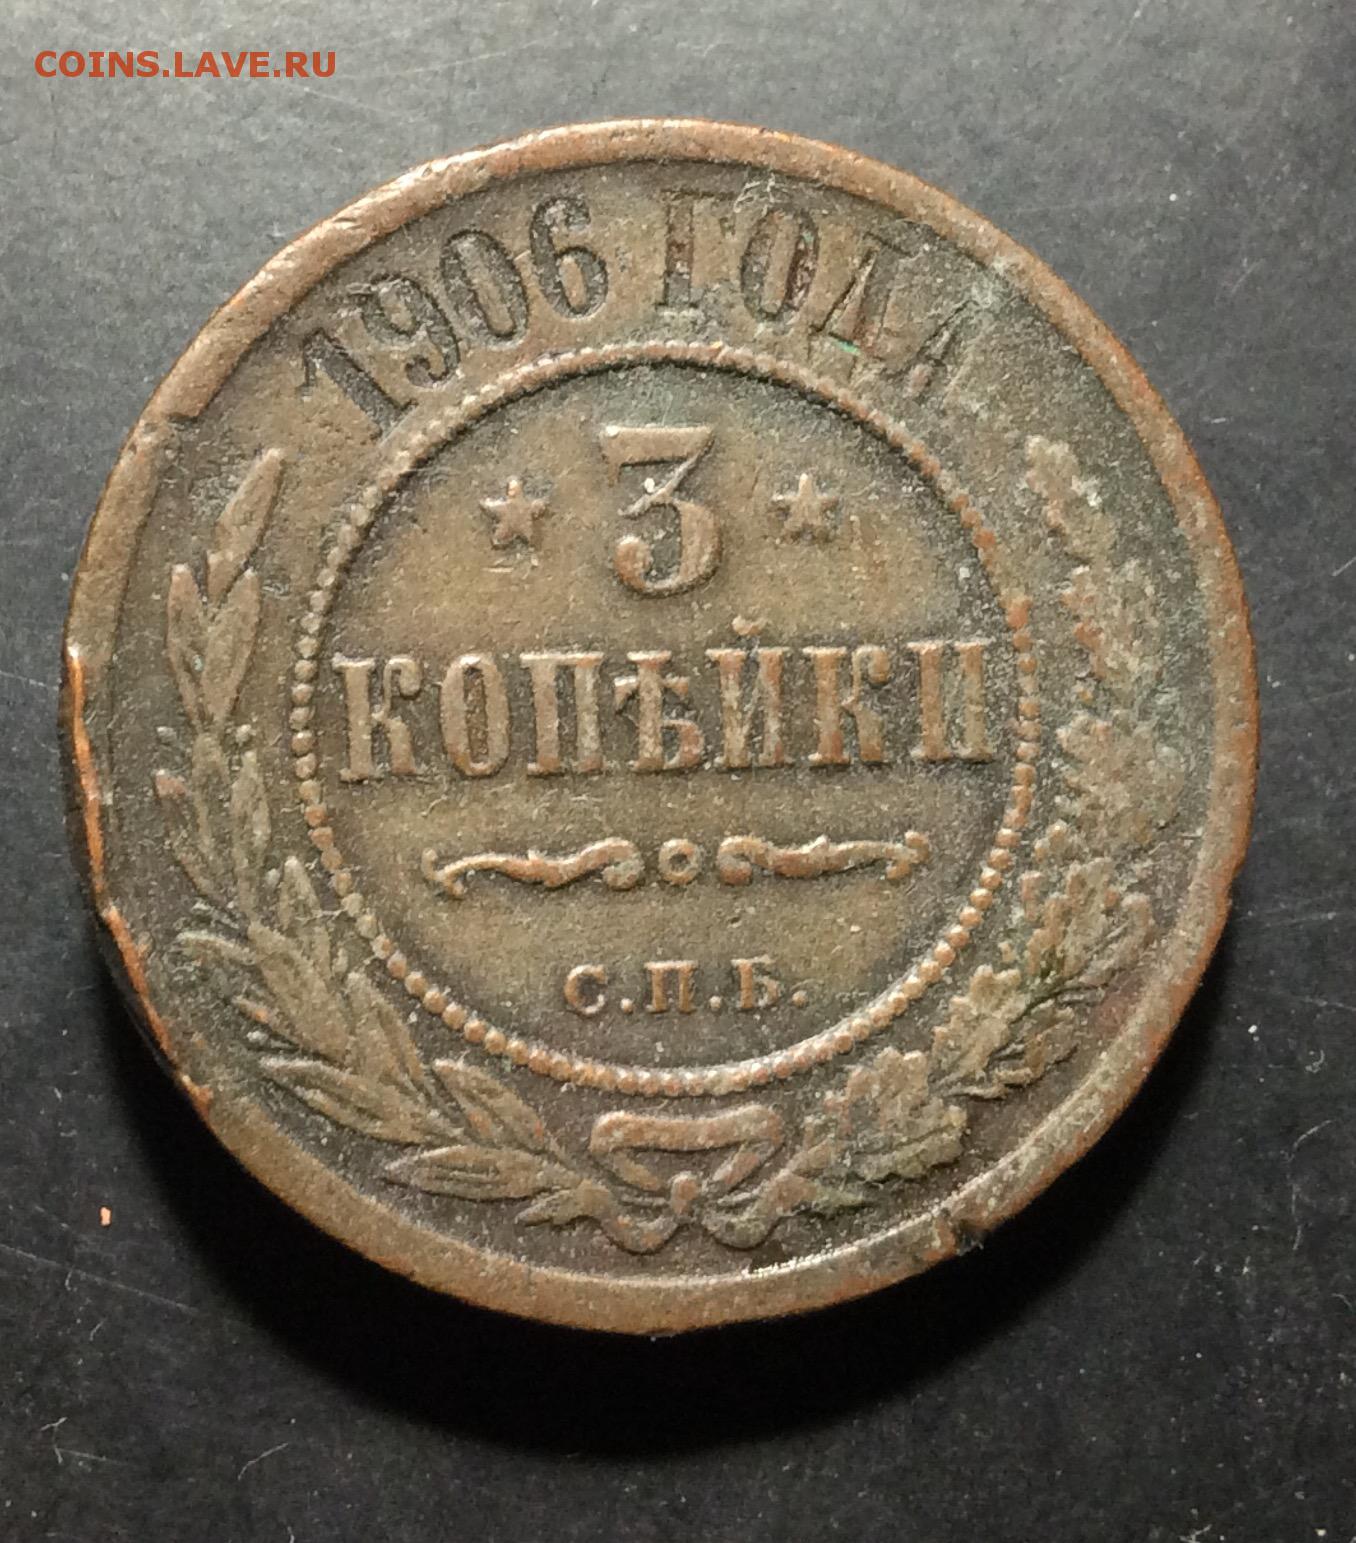 COINS.LAVE.RU
1906 ГОДА
★ 3 ★
КОПѢЙКИ
С.П.Б.